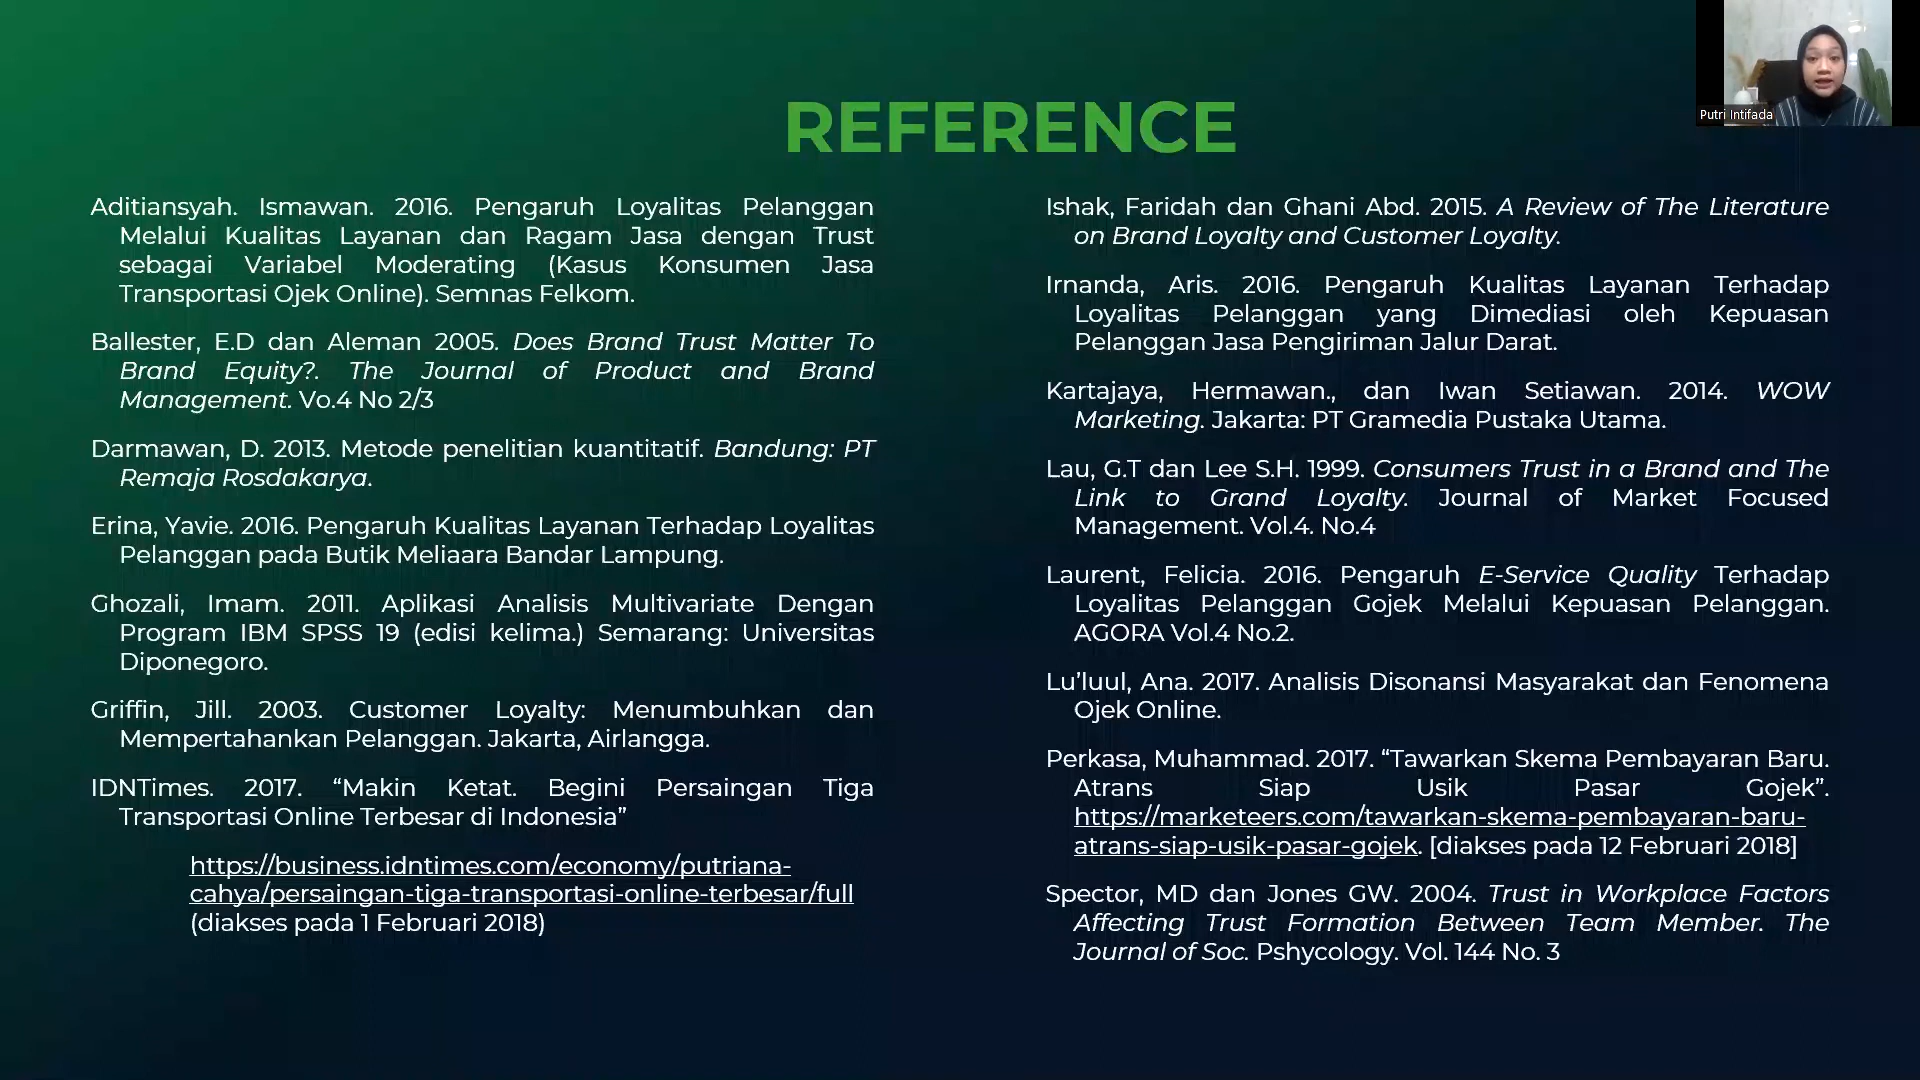 REFERENCE
Putri Intifada
Aditiansyah. Ismawan. 2016. Pengaruh Loyalitas Pelanggan
Melalui Kualitas Layanan dan Ragam Jasa dengan Trust
sebagai Variabel Moderating (Kasus Konsumen Jasa
Transportasi Ojek Online). Semnas Felkom.
Ballester, E.D dan Aleman 2005. Does Brand Trust Matter To
Brand Equity?. The Journal of Product and Brand
Management. Vo.4 No 2/3
Darmawan, D. 2013. Metode penelitian kuantitatif. Bandung: PT
Remaja Rosdakarya.
Erina, Yavie. 2016. Pengaruh Kualitas Layanan Terhadap Loyalitas
Pelanggan pada Butik Meliaara Bandar Lampung.
Ghozali, Imam. 2011. Aplikasi Analisis Multivariate Dengan
Program IBM SPSS 19 (edisi kelima.) Semarang: Universitas
Diponegoro.
Griffin, Jill. 2003. Customer Loyalty: Menumbuhkan dan
Mempertahankan Pelanggan. Jakarta, Airlangga.
IDNTimes. 2017. “Makin Ketat. Begini Persaingan Tiga
Transportasi Online Terbesar di Indonesia”
https://business.idntimes.com/economy/putriana-
cahya/persaingan-tiga-transportasi-online-terbesar/full
(diakses pada 1 Februari 2018)
Ishak, Faridah dan Ghani Abd. 2015. A Review of The Literature
on Brand Loyalty and Customer Loyalty.
Irnanda, Aris. 2016. Pengaruh Kualitas Layanan Terhadap
Loyalitas Pelanggan yang Dimediasi oleh Kepuasan
Pelanggan Jasa Pengiriman Jalur Darat.
Kartajaya, Hermawan., dan Iwan Setiawan. 2014. WOW
Marketing. Jakarta: PT Gramedia Pustaka Utama.
Lau, G.T dan Lee S.H. 1999. Consumers Trust in a Brand and The
Link to Grand Loyalty. Journal of Market Focused
Management. Vol.4. No.4
Laurent, Felicia. 2016. Pengaruh E-Service Quality Terhadap
Loyalitas Pelanggan Gojek Melalui Kepuasan Pelanggan.
AGORA Vol.4 No.2.
Lu’luul, Ana. 2017. Analisis Disonansi Masyarakat dan Fenomena
Ojek Online.
Perkasa, Muhammad. 2017. “Tawarkan Skema Pembayaran Baru.
Atrans Siap Usik Pasar Gojek”.
https://marketeers.com/tawarkan-skema-pembayaran-baru-
atrans-siap-usik-pasar-gojek. [diakses pada 12 Februari 2018]
Spector, MD dan Jones GW. 2004. Trust in Workplace Factors
Affecting Trust Formation Between Team Member. The
Journal of Soc. Pshycology. Vol. 144 No. 3